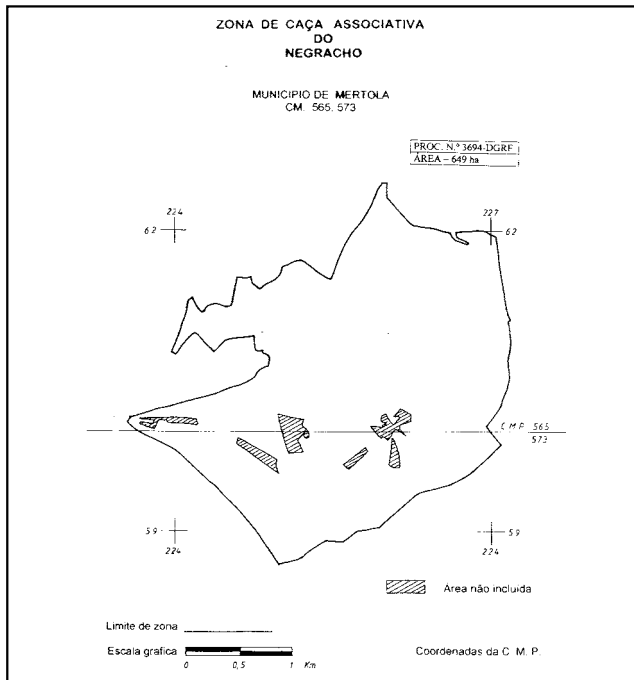 ZONA DE CAÇA ASSOCIATIVA
DO
NEGRACHO
MUNICIPIO DE MERTOLA
CM. 565, 573
PROC. N.º 3694-DGRF
ÁREA – 649 ha
224
227
62
62
C M P 565
573
59
59
224
224
Área não incluida
Limite de zona
Escala grafica
0 0,5 1 Km
Coordenadas da C. M. P.